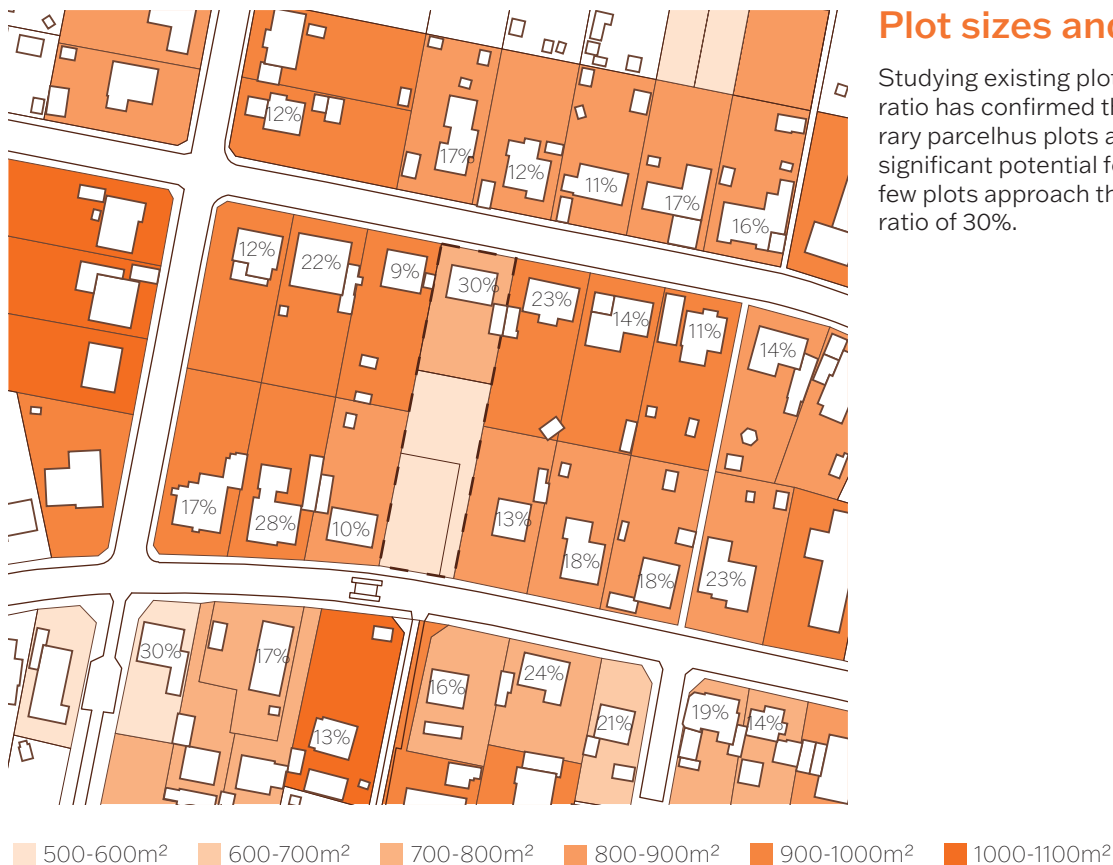 Plot sizes and
Studying existing plot
ratio has confirmed th
rary parcelhus plots a
significant potential fo
few plots approach th
ratio of 30%.
12%
17%
12%
11%
17%
16%
12%
22%
9%
30%
23%
14%
11%
14%
17%
28%
10%
13%
18%
18%
23%
30%
17%
13%
16%
24%
21%
19%
14%
500-600m²
600-700m²
700-800m²
800-900m²
900-1000m²
1000-1100m²